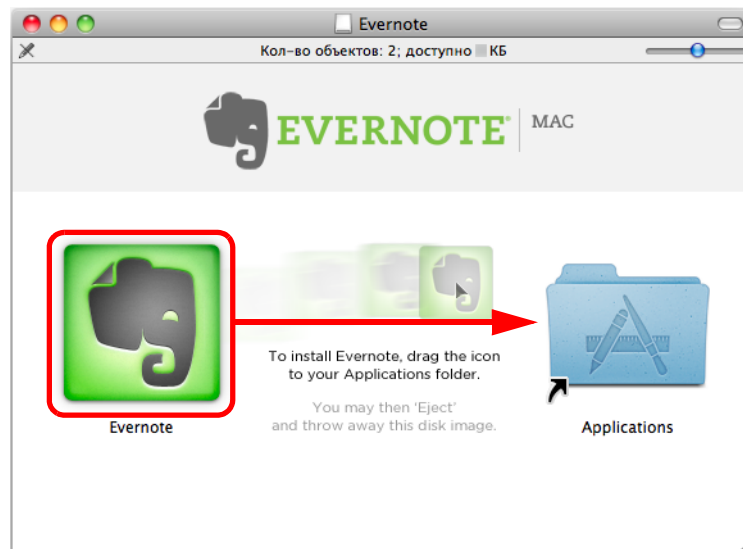 Evernote
Кол-во объектов: 2; доступно КБ
EVERNOTE® MAC
To install Evernote, drag the icon
to your Applications folder.
You may then 'Eject'
and throw away this disk image.
Evernote
Applications